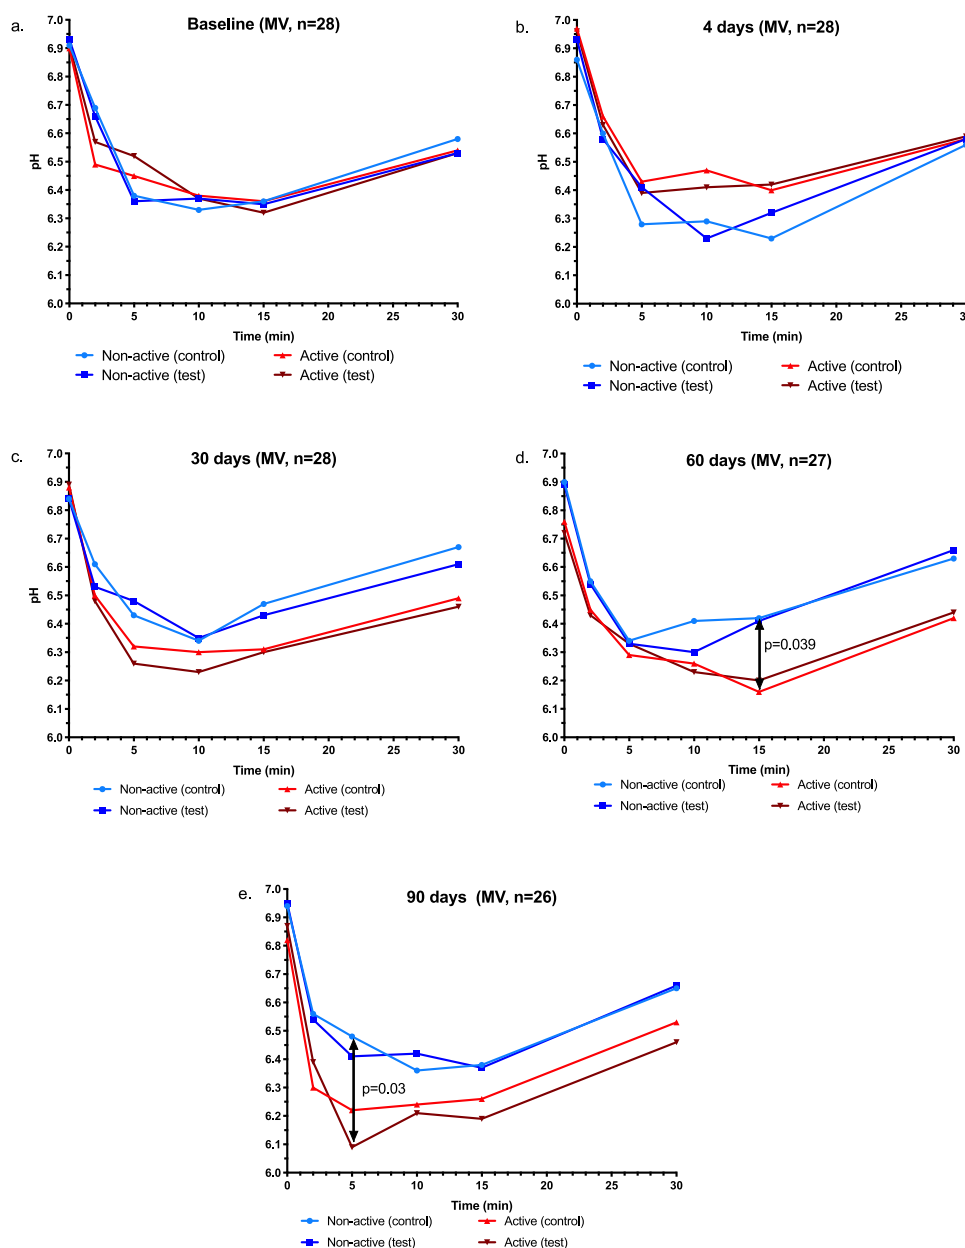 a.
Baseline (MV, n=28)
7.0
6.9
6.8
6.7
6.6
6.5
6.4
6.3
6.2
6.1
6.0
pH
0 5 10 15 20 25 30
Time (min)
Non-active (control) Active (control)
Non-active (test) Active (test)
b.
4 days (MV, n=28)
7.0
6.9
6.8
6.7
6.6
6.5
6.4
6.3
6.2
6.1
6.0
pH
0 5 10 15 20 25 30
Time (min)
Non-active (control) Active (control)
Non-active (test) Active (test)
c.
30 days (MV, n=28)
7.0
6.9
6.8
6.7
6.6
6.5
6.4
6.3
6.2
6.1
6.0
pH
0 5 10 15 20 25 30
Time (min)
Non-active (control) Active (control)
Non-active (test) Active (test)
d.
60 days (MV, n=27)
7.0
6.9
6.8
6.7
6.6
6.5
6.4
6.3
6.2
6.1
6.0
pH
p=0.039
0 5 10 15 20 25 30
Time (min)
Non-active (control) Active (control)
Non-active (test) Active (test)
e.
90 days (MV, n=26)
7.0
6.9
6.8
6.7
6.6
6.5
6.4
6.3
6.2
6.1
6.0
pH
p=0.03
0 5 10 15 20 25 30
Time (min)
Non-active (control) Active (control)
Non-active (test) Active (test)